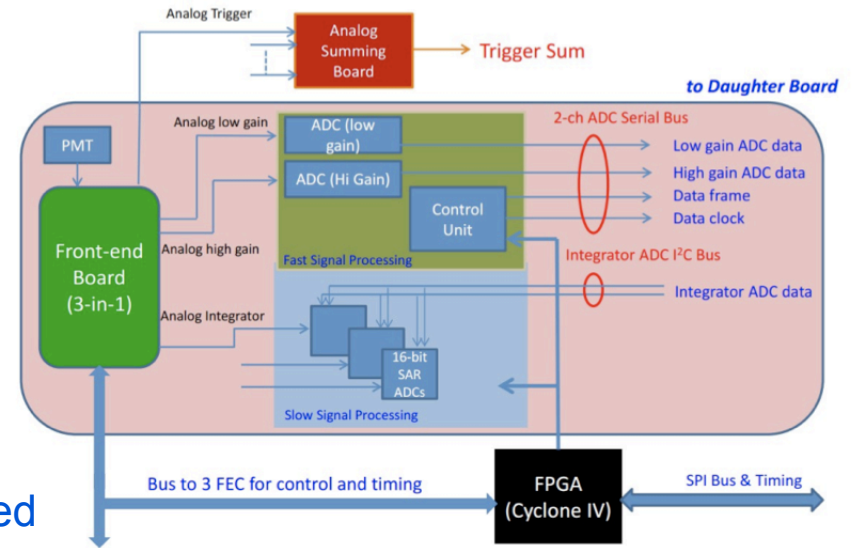 Analog Trigger
Analog
Summing
Board
Trigger Sum
to Daughter Board
PMT
Analog low gain
ADC (low
gain)
2-ch ADC Serial Bus
Low gain ADC data
ADC (Hi Gain)
High gain ADC data
Data frame
Control
Unit
Data clock
Front-end
Board
(3-in-1)
Analog high gain
Fast Signal Processing
Integrator ADC I²C Bus
Integrator ADC data
Analog Integrator
16-bit
SAR
ADCs
Slow Signal Processing
Bus to 3 FEC for control and timing
FPGA
(Cyclone IV)
SPI Bus & Timing
ed